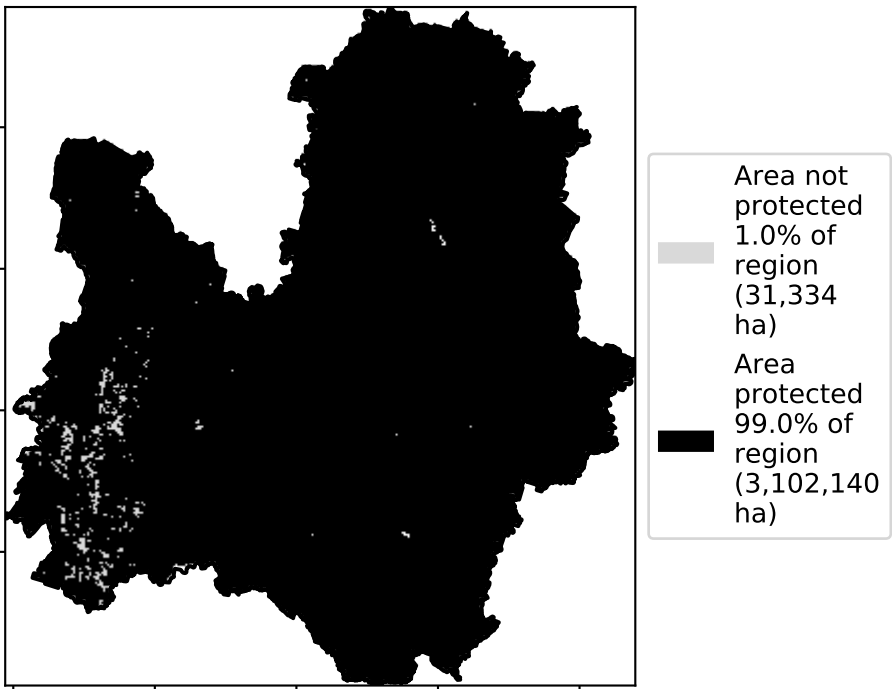 Area not
protected
1.0% of
region
(31,334
ha)
Area
protected
99.0% of
region
(3,102,140
ha)